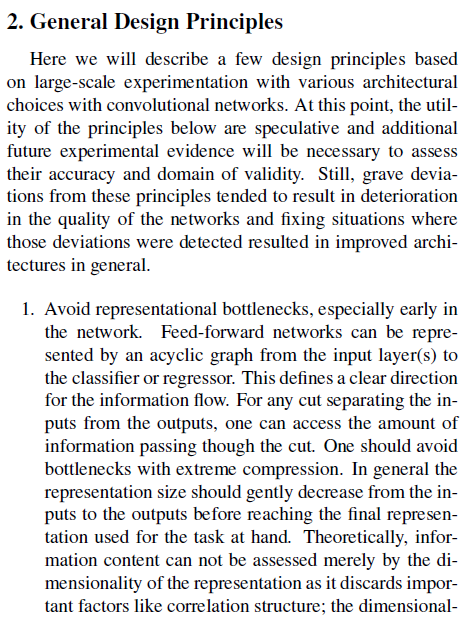 2. General Design Principles
Here we will describe a few design principles based
on large-scale experimentation with various architectural
choices with convolutional networks. At this point, the util-
ity of the principles below are speculative and additional
future experimental evidence will be necessary to assess
their accuracy and domain of validity. Still, grave devia-
tions from these principles tended to result in deterioration
in the quality of the networks and fixing situations where
those deviations were detected resulted in improved archi-
tectures in general.
1. Avoid representational bottlenecks, especially early in
the network. Feed-forward networks can be repre-
sented by an acyclic graph from the input layer(s) to
the classifier or regressor. This defines a clear direction
for the information flow. For any cut separating the in-
puts from the outputs, one can access the amount of
information passing though the cut. One should avoid
bottlenecks with extreme compression. In general the
representation size should gently decrease from the in-
puts to the outputs before reaching the final represen-
tation used for the task at hand. Theoretically, infor-
mation content can not be assessed merely by the di-
mensionality of the representation as it discards impor-
tant factors like correlation structure; the dimensional-